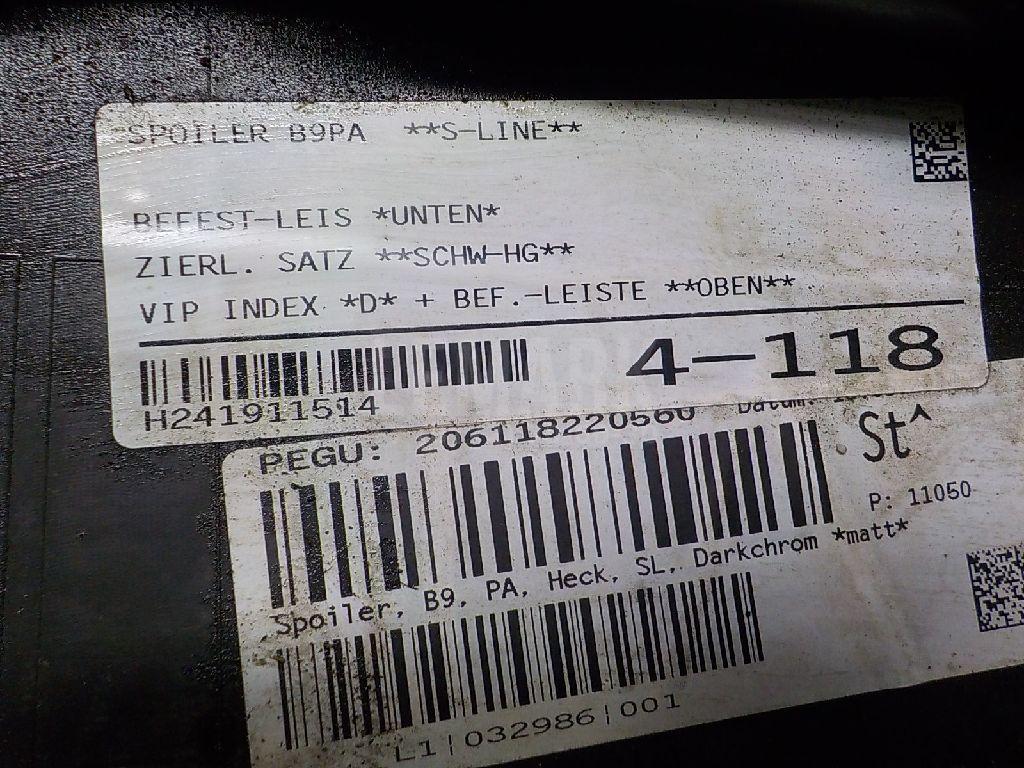 SPOILER B9PA **S-LINE**
BEFEST-LEIS *UNTEN*
ZIERL. SATZ **SCHW-HG**
VIP INDEX *D* + BEF.-LEISTE **OBEN**
4-118
H241911514
PEGU: 206118220560 Datum:
St^
P: 11050
Spoiler, B9, PA, Heck, SL, Darkchrom *matt*
L1|032986|001